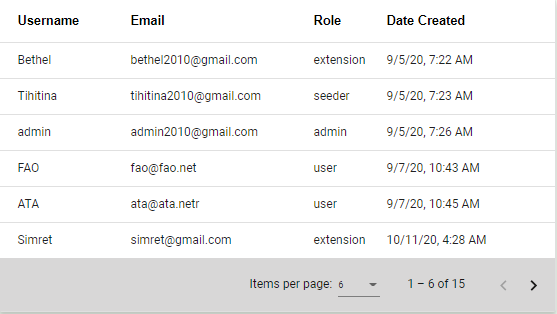 Username Email Role Date Created
Bethel bethel2010@gmail.com extension 9/5/20, 7:22 AM
Tihitina tihitina2010@gmail.com seeder 9/5/20, 7:23 AM
admin admin2010@gmail.com admin 9/5/20, 7:26 AM
FAO fao@fao.net user 9/7/20, 10:43 AM
ATA ata@ata.netr user 9/7/20, 10:45 AM
Simret simret@gmail.com extension 10/11/20, 4:28 AM
Items per page: 6 1 – 6 of 15